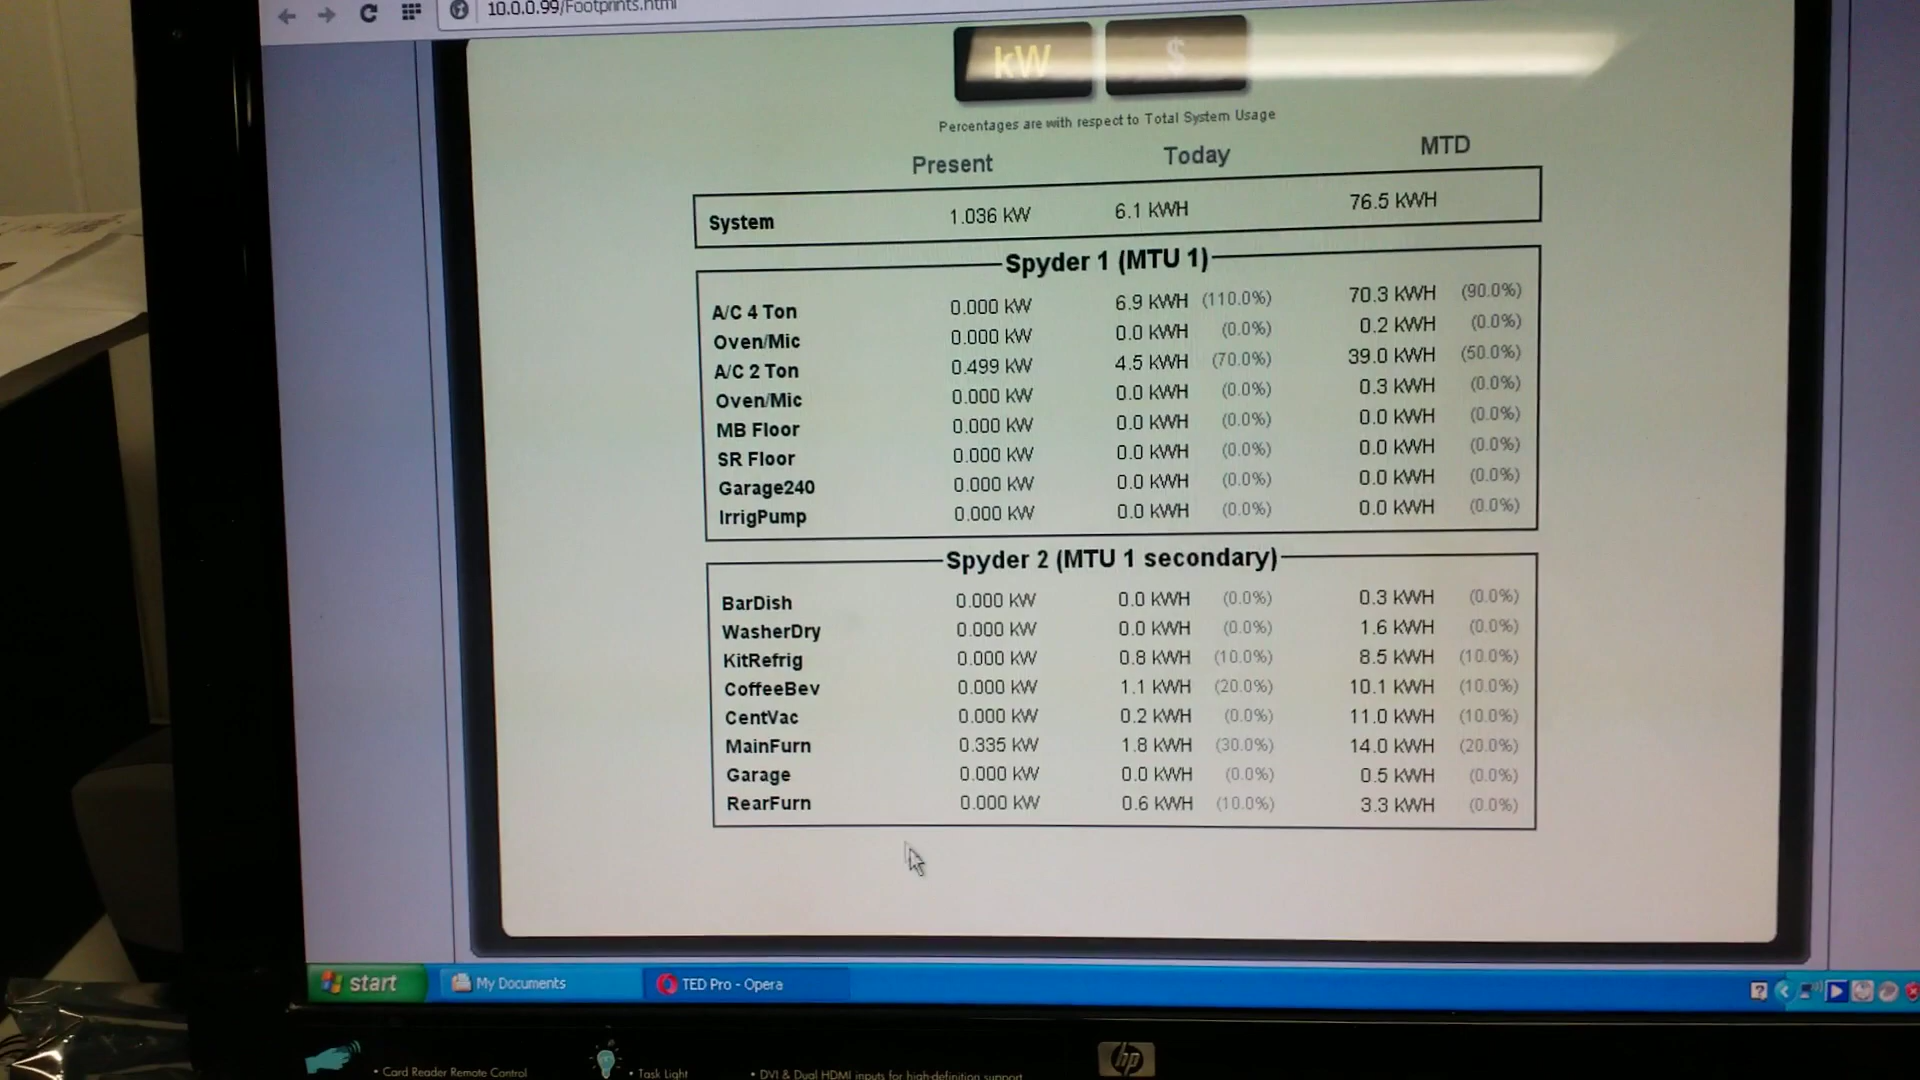 10.0.0.99/Footprints.html
kW $
Percentages are with respect to Total System Usage
Present Today MTD
System 1.036 kW 6.1 KWH 76.5 KWH
Spyder 1 (MTU 1)
A/C 4 Ton 0.000 kW 6.9 KWH (110.0%) 70.3 KWH (90.0%)
Oven/Mic 0.000 kW 0.0 KWH (0.0%) 0.2 KWH (0.0%)
A/C 2 Ton 0.499 kW 4.5 KWH (70.0%) 39.0 KWH (50.0%)
Oven/Mic 0.000 kW 0.0 KWH (0.0%) 0.3 KWH (0.0%)
MB Floor 0.000 kW 0.0 KWH (0.0%) 0.0 KWH (0.0%)
SR Floor 0.000 kW 0.0 KWH (0.0%) 0.0 KWH (0.0%)
Garage240 0.000 kW 0.0 KWH (0.0%) 0.0 KWH (0.0%)
IrrigPump 0.000 kW 0.0 KWH (0.0%) 0.0 KWH (0.0%)
Spyder 2 (MTU 1 secondary)
BarDish 0.000 kW 0.0 KWH (0.0%) 0.3 KWH (0.0%)
WasherDry 0.000 kW 0.0 KWH (0.0%) 1.6 KWH (0.0%)
KitRefrig 0.000 kW 0.8 KWH (10.0%) 8.5 KWH (10.0%)
CoffeeBev 0.000 kW 1.1 KWH (20.0%) 10.1 KWH (10.0%)
CentVac 0.000 kW 0.2 KWH (0.0%) 11.0 KWH (10.0%)
MainFurn 0.335 kW 1.8 KWH (30.0%) 14.0 KWH (20.0%)
Garage 0.000 kW 0.0 KWH (0.0%) 0.5 KWH (0.0%)
RearFurn 0.000 kW 0.6 KWH (10.0%) 3.3 KWH (0.0%)
start My Documents TED Pro - Opera
hp
• Card Reader Remote Control • Task Light • DVI & Dual HDMI inputs for high-definition support